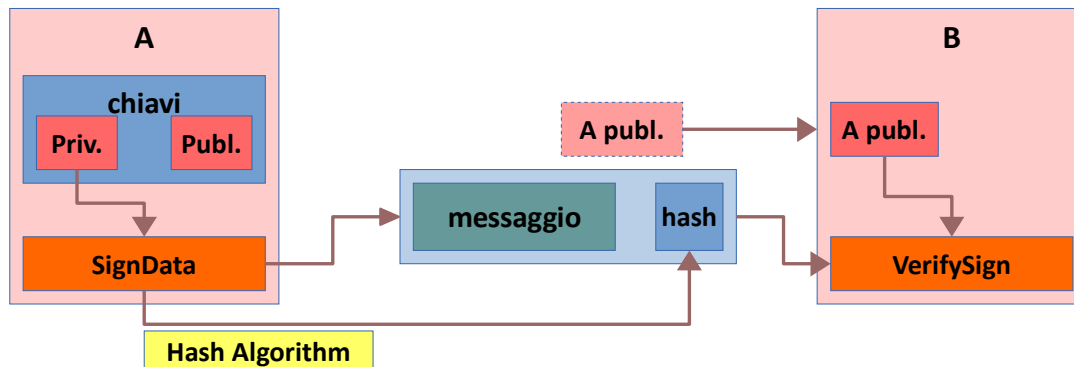 A
B
chiavi
Priv.
Publ.
A publ.
A publ.
messaggio
hash
SignData
VerifySign
Hash Algorithm